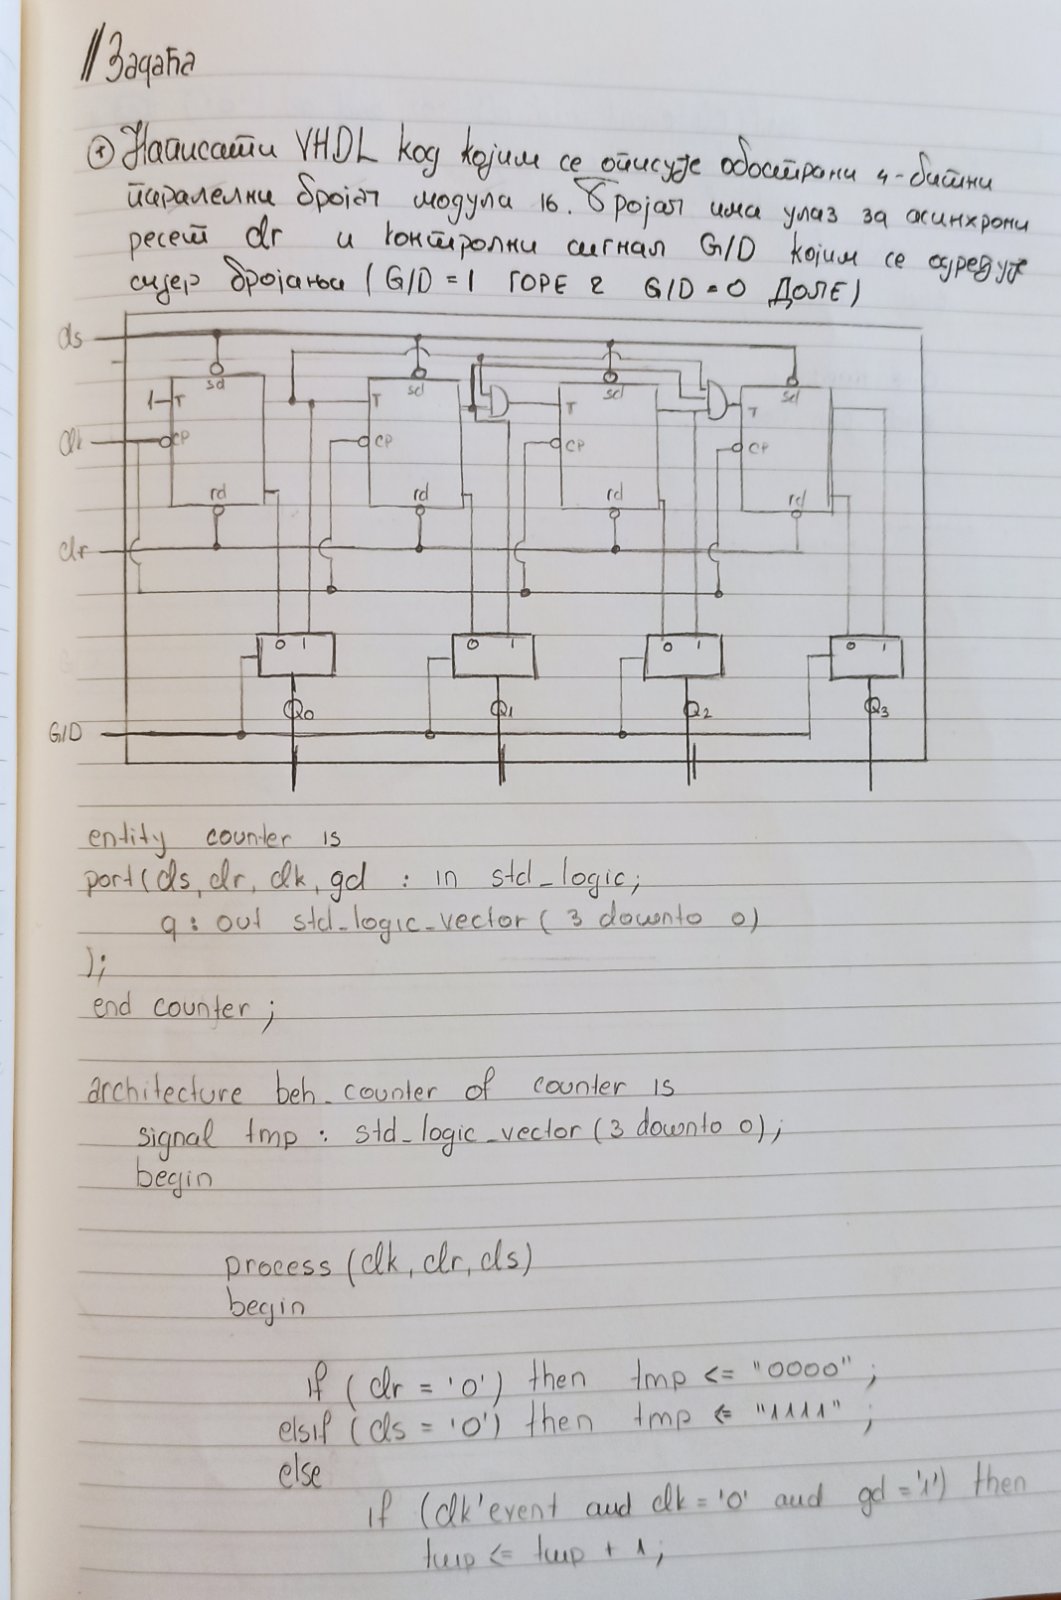 Задаћа
① Написати VHDL код којим се описује обострани 4-битни
паралелни бројач модула 16. Бројач има улаз за асинхрони
ресет clr и контролни сигнал G/D којим се одређује
смјер бројања (G/D = 1 ГОРЕ 2 G/D = 0 ДОЛЕ)
cls
sd sd sd sd
1 T T T T
clk CP CP CP CP
rd rd rd rd
clr
0 1 0 1 0 1 0 1
Q0 Q1 Q2 Q3
G/D
entity counter is
port(cls, clr, clk, gd : in std_logic;
q : out std_logic_vector (3 downto 0)
);
end counter;
architecture beh_counter of counter is
signal tmp : std_logic_vector (3 downto 0);
begin
process (clk, clr, cls)
begin
if (clr = '0') then tmp <= "0000";
elsif (cls = '0') then tmp <= "1111";
else
if (clk'event and clk = '0' and gd = '1') then
tmp <= tmp + 1;